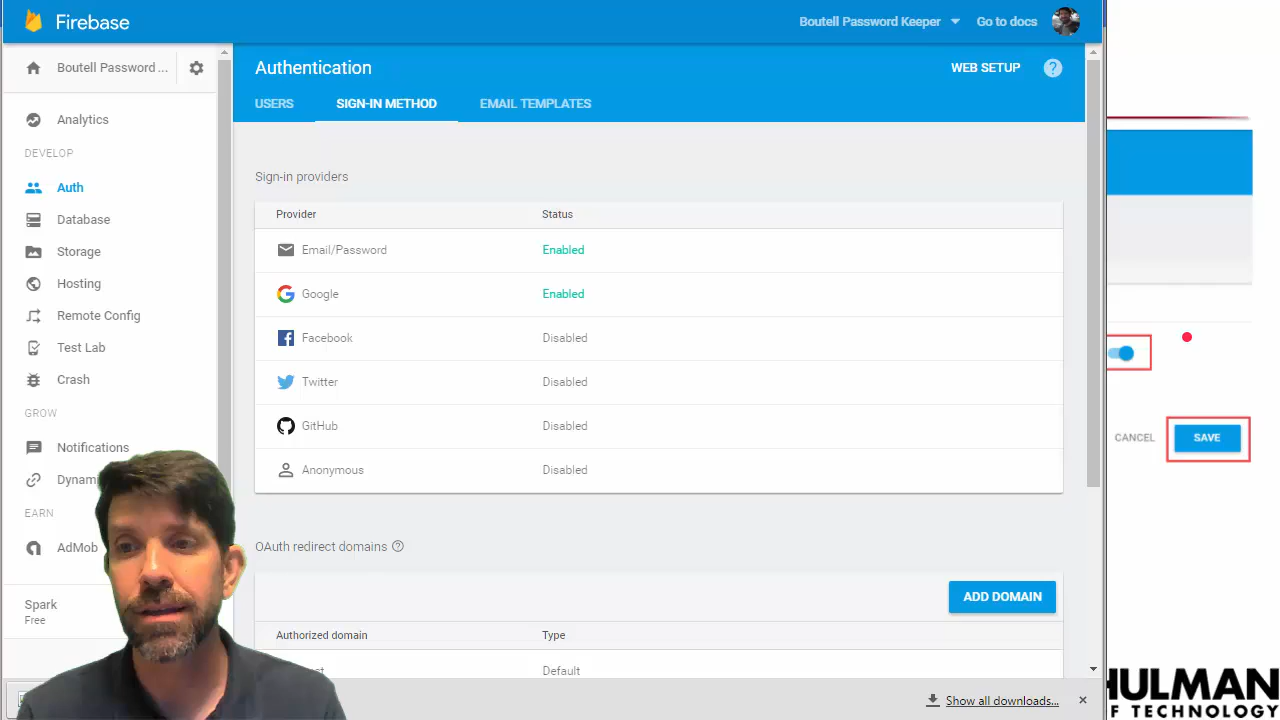 Firebase
Boutell Password Keeper
Go to docs
Boutell Password ...
Authentication
WEB SETUP
?
USERS
SIGN-IN METHOD
EMAIL TEMPLATES
Analytics
DEVELOP
Auth
Database
Storage
Hosting
Remote Config
Test Lab
Crash
GROW
Notifications
Dynami
EARN
AdMob
Spark
Free
Sign-in providers
Provider Status
Email/Password Enabled
Google Enabled
Facebook Disabled
Twitter Disabled
GitHub Disabled
Anonymous Disabled
OAuth redirect domains ?
ADD DOMAIN
Authorized domain Type
Default
Show all downloads...
CANCEL
SAVE
HULMAN
OF TECHNOLOGY